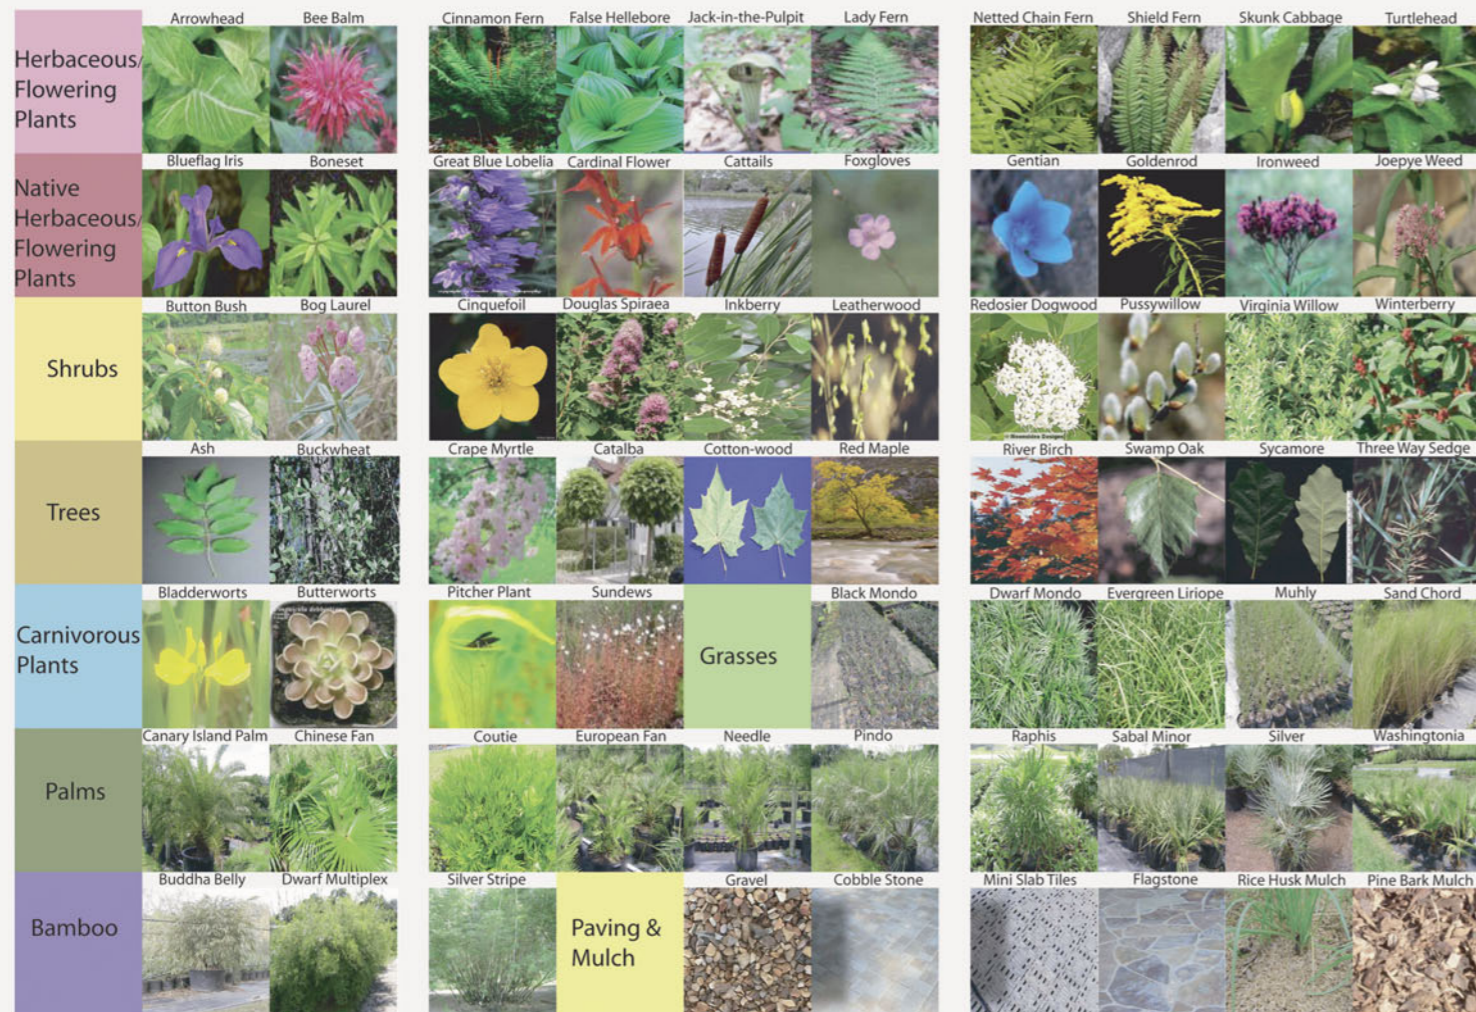 Arrowhead Bee Balm Cinnamon Fern False Hellebore Jack-in-the-Pulpit Lady Fern Netted Chain Fern Shield Fern Skunk Cabbage Turtlehead
Herbaceous/
Flowering
Plants
Blueflag Iris Boneset Great Blue Lobelia Cardinal Flower Cattails Foxgloves Gentian Goldenrod Ironweed Joepye Weed
Native
Herbaceous/
Flowering
Plants
Button Bush Bog Laurel Cinquefoil Douglas Spiraea Inkberry Leatherwood Redosier Dogwood Pussywillow Virginia Willow Winterberry
Shrubs
Ash Buckwheat Crape Myrtle Catalba Cotton-wood Red Maple River Birch Swamp Oak Sycamore Three Way Sedge
Trees
Bladderworts Butterworts Pitcher Plant Sundews Black Mondo Dwarf Mondo Evergreen Liriope Muhly Sand Chord
Carnivorous
Plants
Grasses
Canary Island Palm Chinese Fan Coutie European Fan Needle Pindo Raphis Sabal Minor Silver Washingtonia
Palms
Buddha Belly Dwarf Multiplex Silver Stripe Gravel Cobble Stone Mini Slab Tiles Flagstone Rice Husk Mulch Pine Bark Mulch
Bamboo
Paving &
Mulch